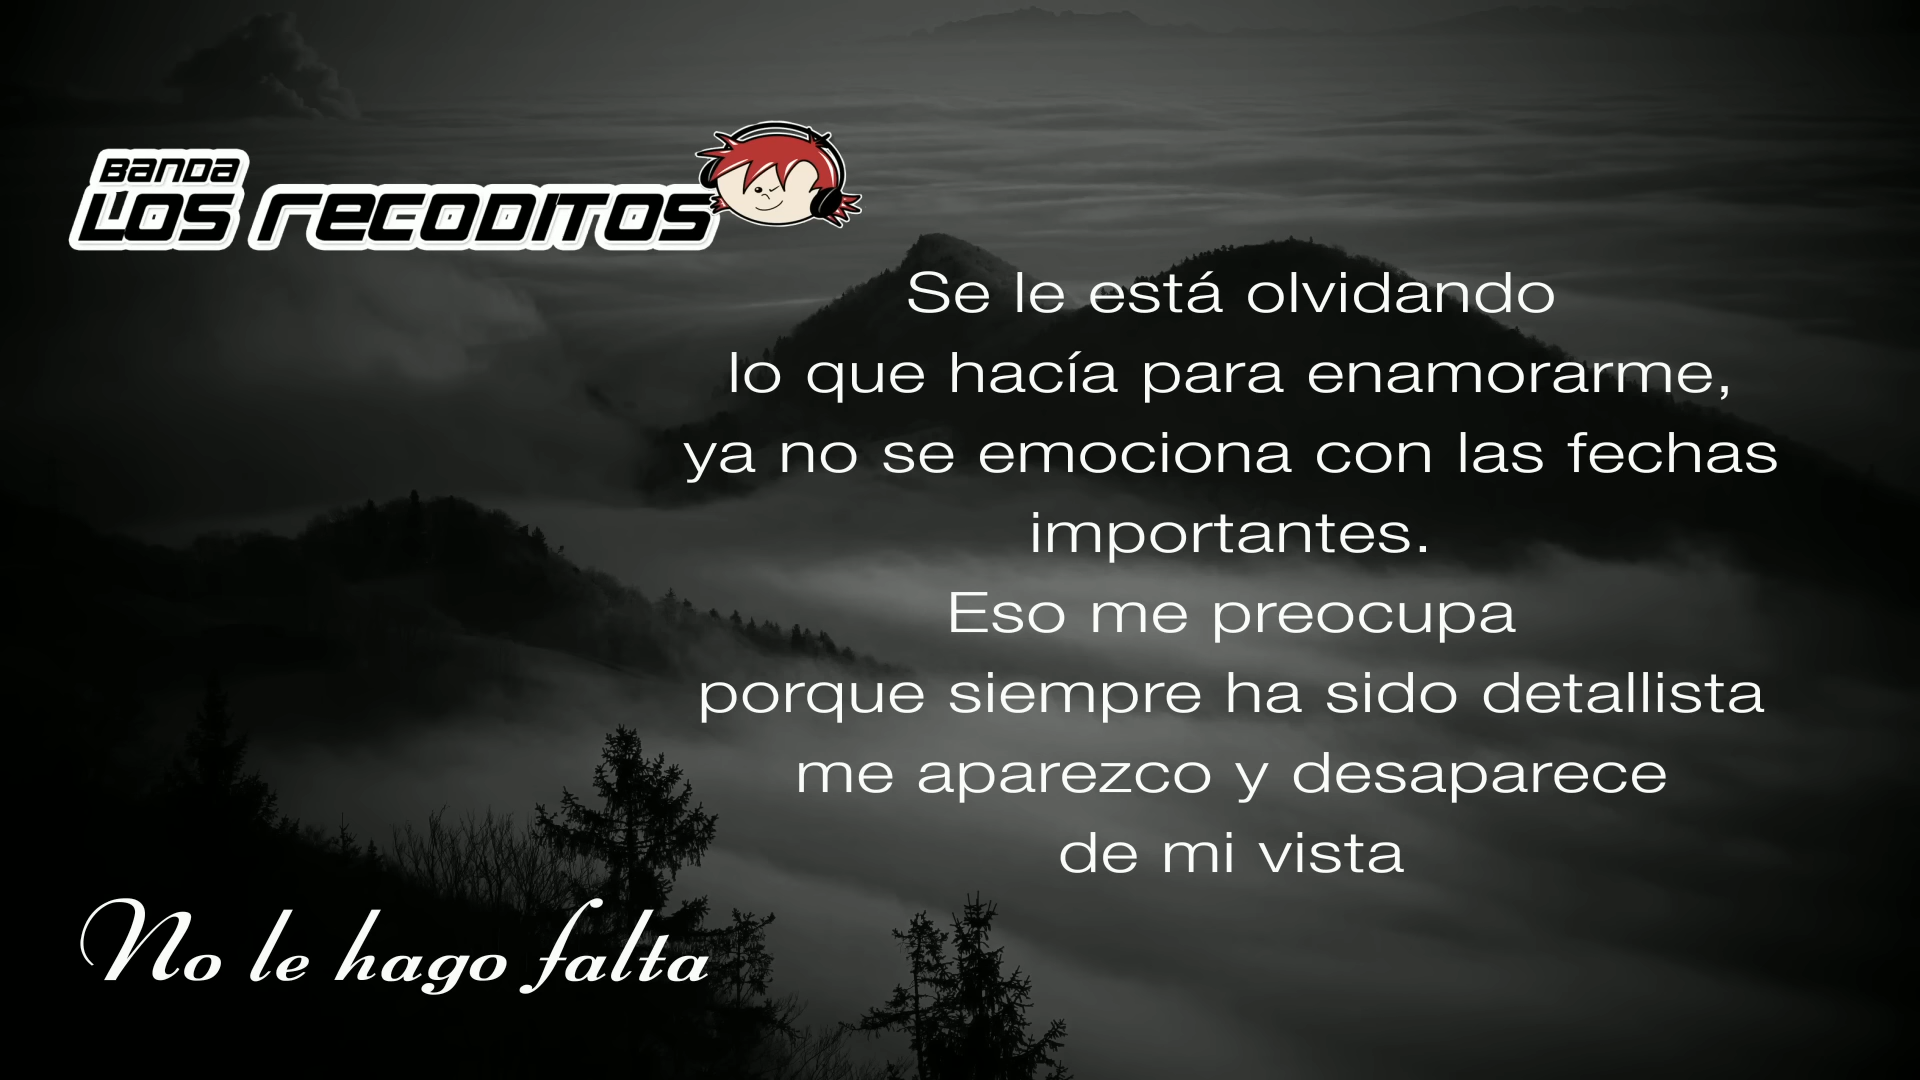 BANDA
LOS RECODITOS
Se le está olvidando
lo que hacía para enamorarme,
ya no se emociona con las fechas
importantes.
Eso me preocupa
porque siempre ha sido detallista
me aparezco y desaparece
de mi vista
No le hago falta